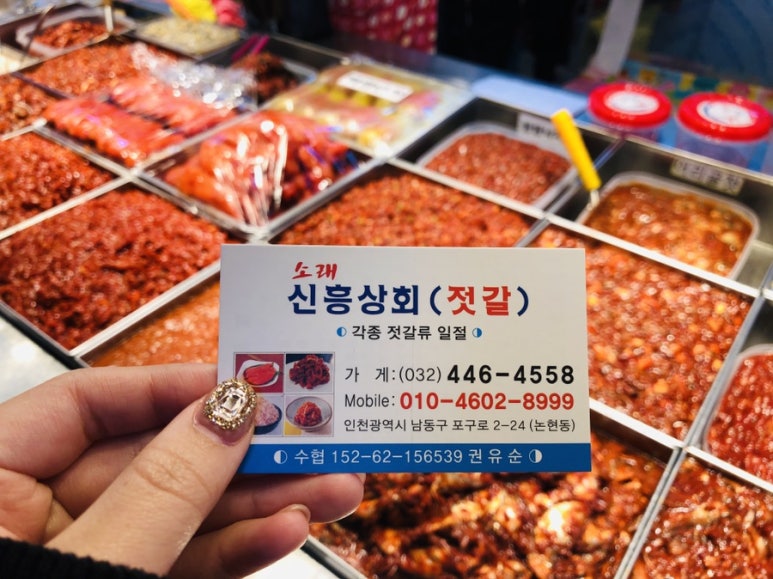 소래
신흥상회(젓갈)
각종 젓갈류 일절
가 게:(032) 446-4558
Mobile: 010-4602-8999
인천광역시 남동구 포구로 2-24 (논현동)
수협 152-62-156539 권유순